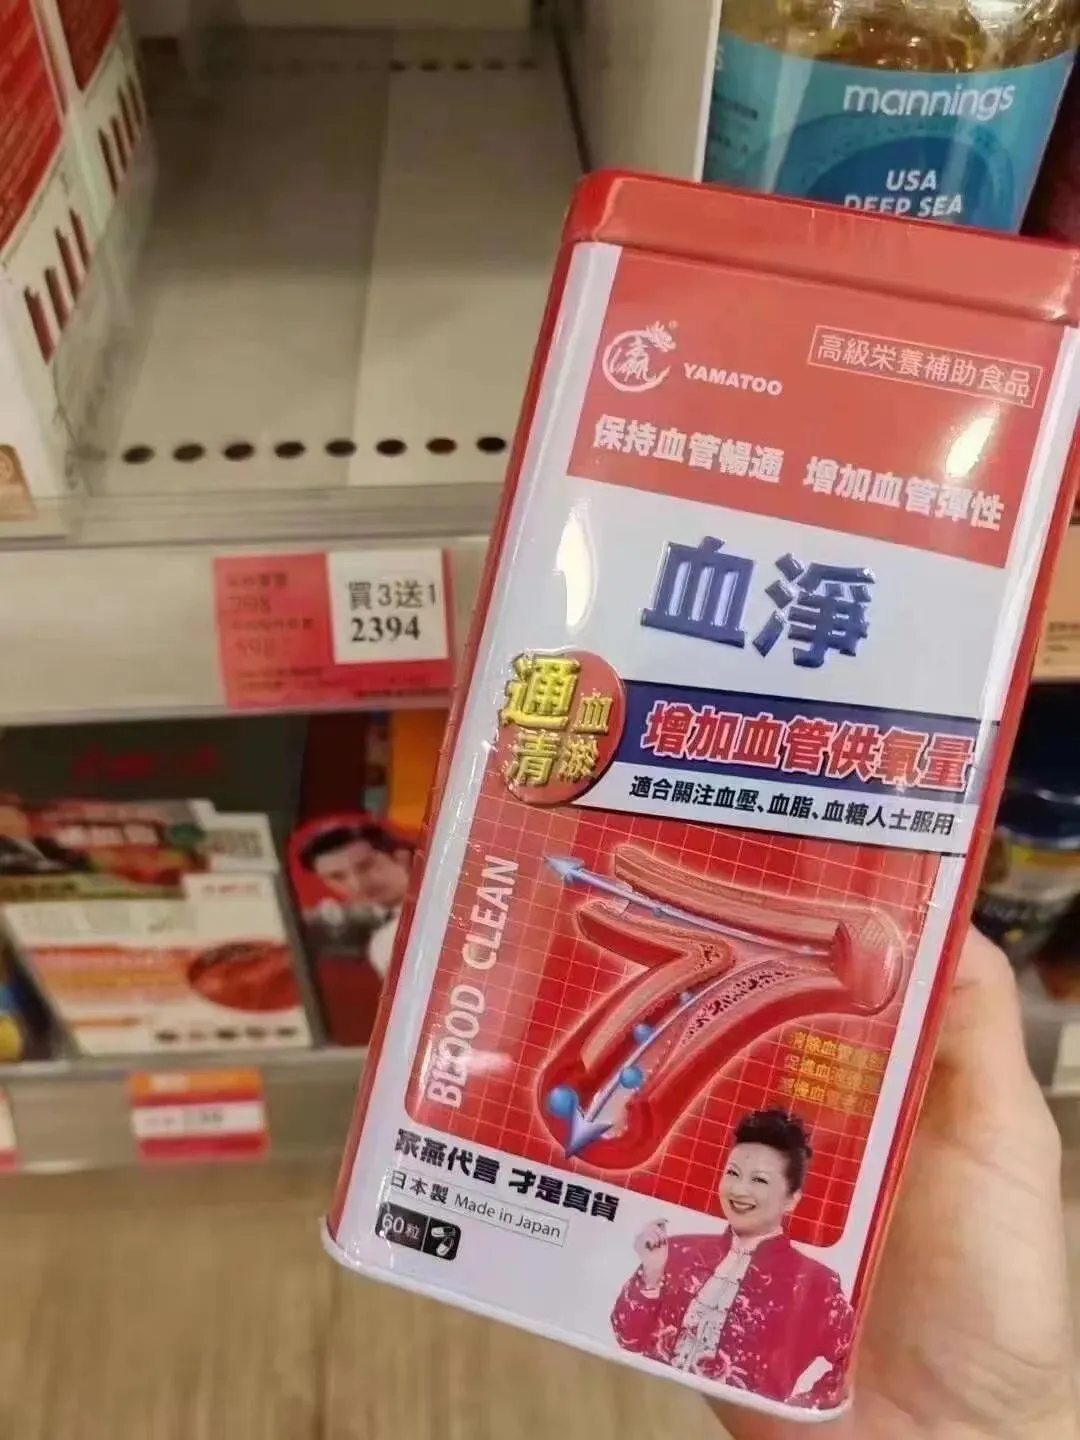 mannings
USA
DEEP SEA
瀛
YAMATOO
高級栄養補助食品
保持血管暢通 增加血管彈性
血淨
通血
清淤
增加血管供氧量
適合關注血壓、血脂、血糖人士服用
BLOOD CLEAN
家燕代言 才是真貨
日本製 Made in Japan
60粒
買3送1
2394